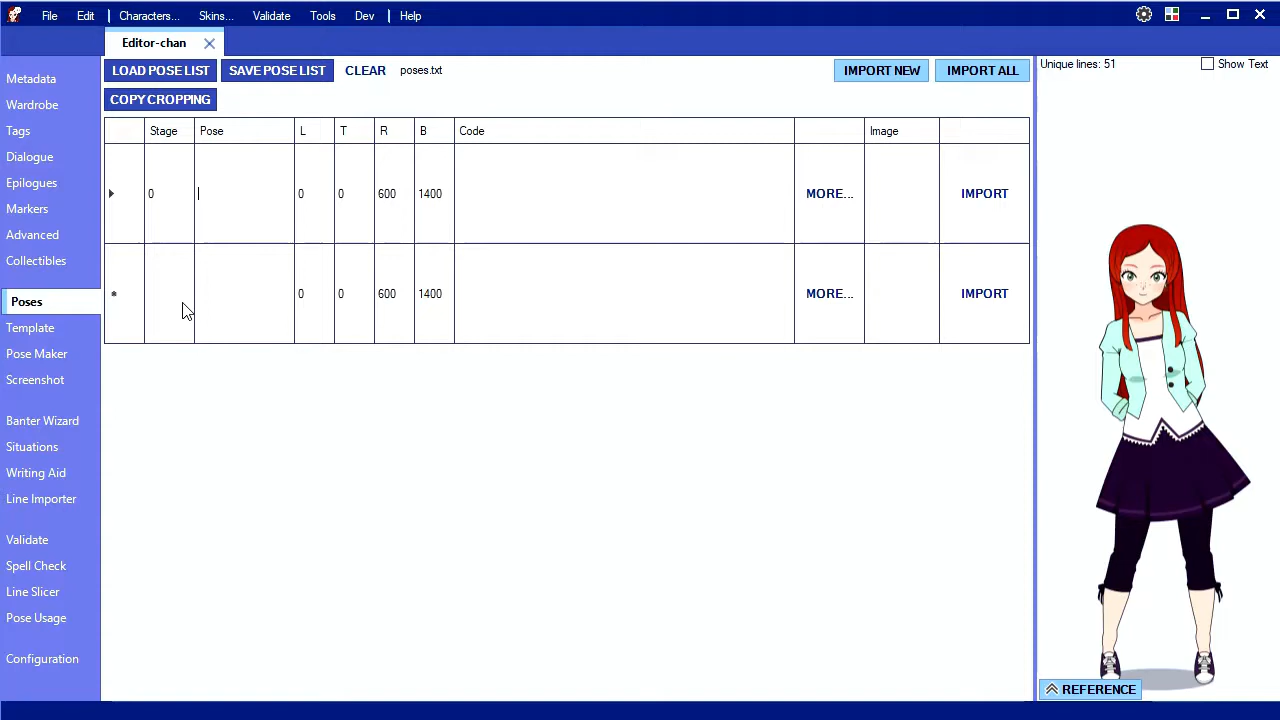 File Edit Characters... Skins... Validate Tools Dev Help
Editor-chan
LOAD POSE LIST SAVE POSE LIST CLEAR poses.txt IMPORT NEW IMPORT ALL
COPY CROPPING
Unique lines: 51 Show Text
Metadata
Wardrobe
Tags
Dialogue
Epilogues
Markers
Advanced
Collectibles
Poses
Template
Pose Maker
Screenshot
Banter Wizard
Situations
Writing Aid
Line Importer
Validate
Spell Check
Line Slicer
Pose Usage
Configuration
Stage Pose L T R B Code Image
0 0 0 600 1400 MORE... IMPORT
0 0 600 1400 MORE... IMPORT
REFERENCE